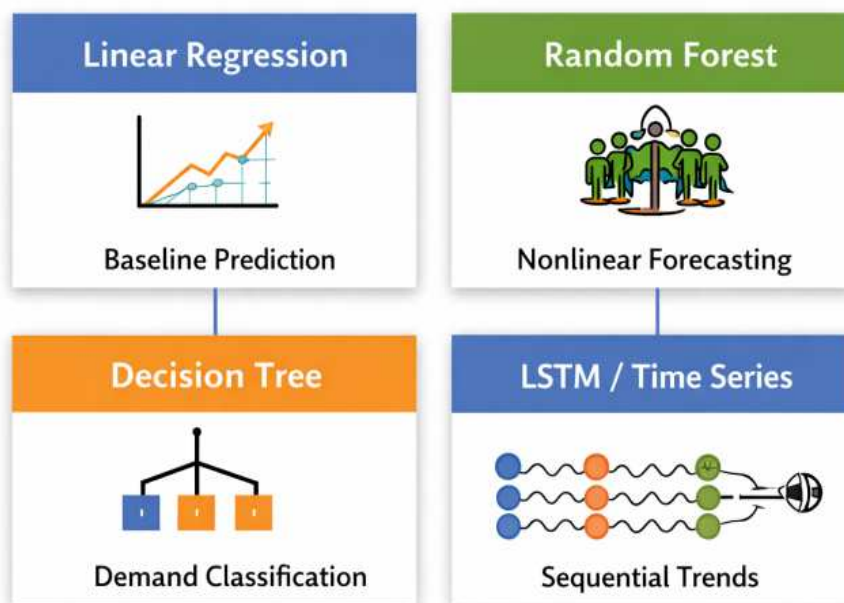 Linear Regression
Baseline Prediction
Random Forest
Nonlinear Forecasting
Decision Tree
Demand Classification
LSTM / Time Series
Sequential Trends